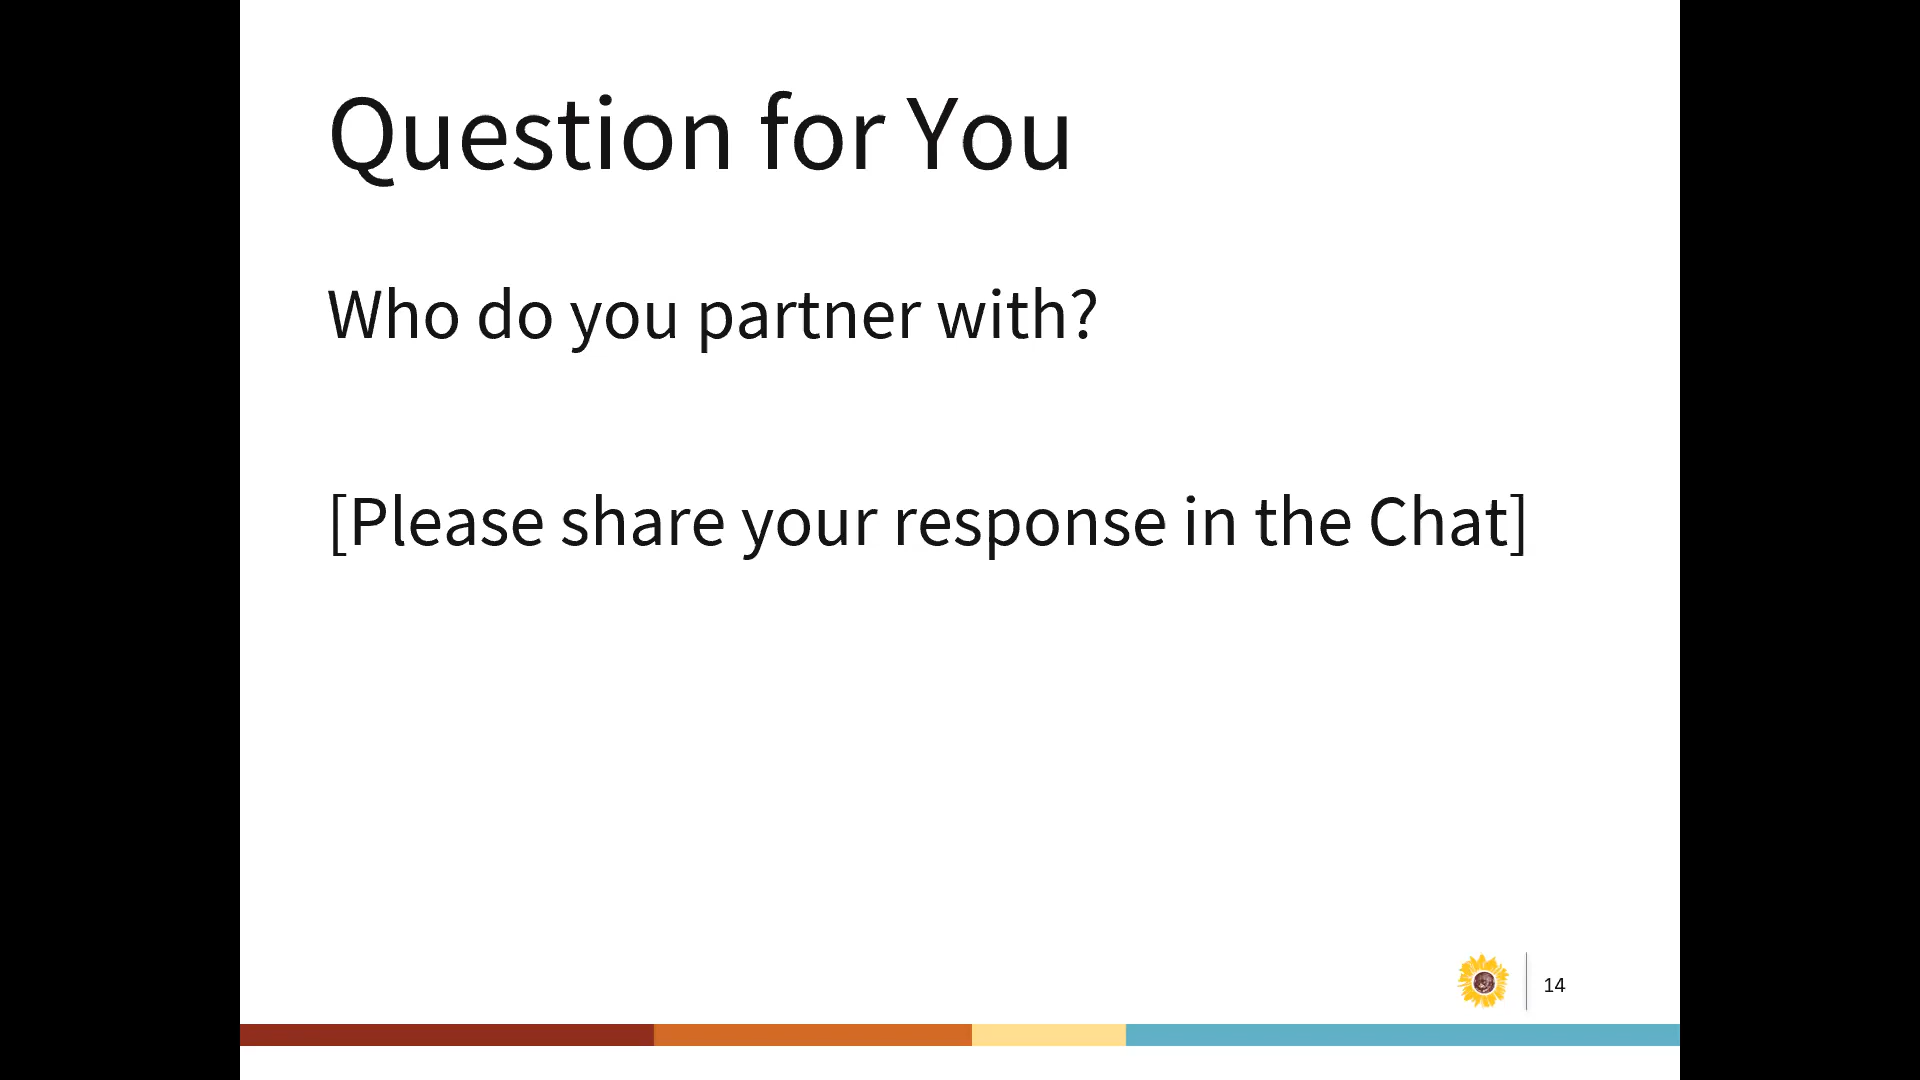 Question for You
Who do you partner with?
[Please share your response in the Chat]
14